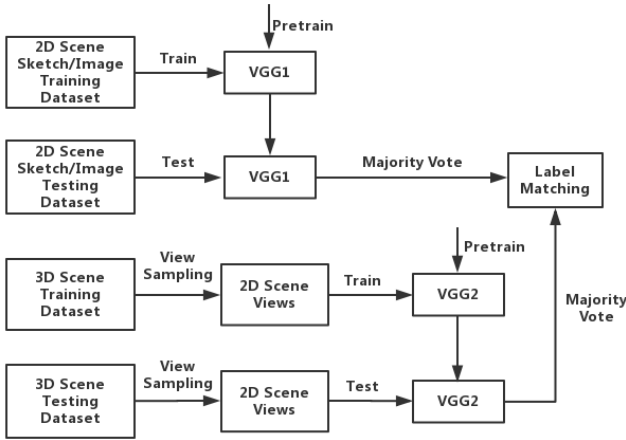 Pretrain
2D Scene
Sketch/Image
Training
Dataset
Train
VGG1
2D Scene
Sketch/Image
Testing
Dataset
Test
VGG1
Majority Vote
Label
Matching
Pretrain
3D Scene
Training
Dataset
View
Sampling
2D Scene
Views
Train
VGG2
Majority
Vote
3D Scene
Testing
Dataset
View
Sampling
2D Scene
Views
Test
VGG2